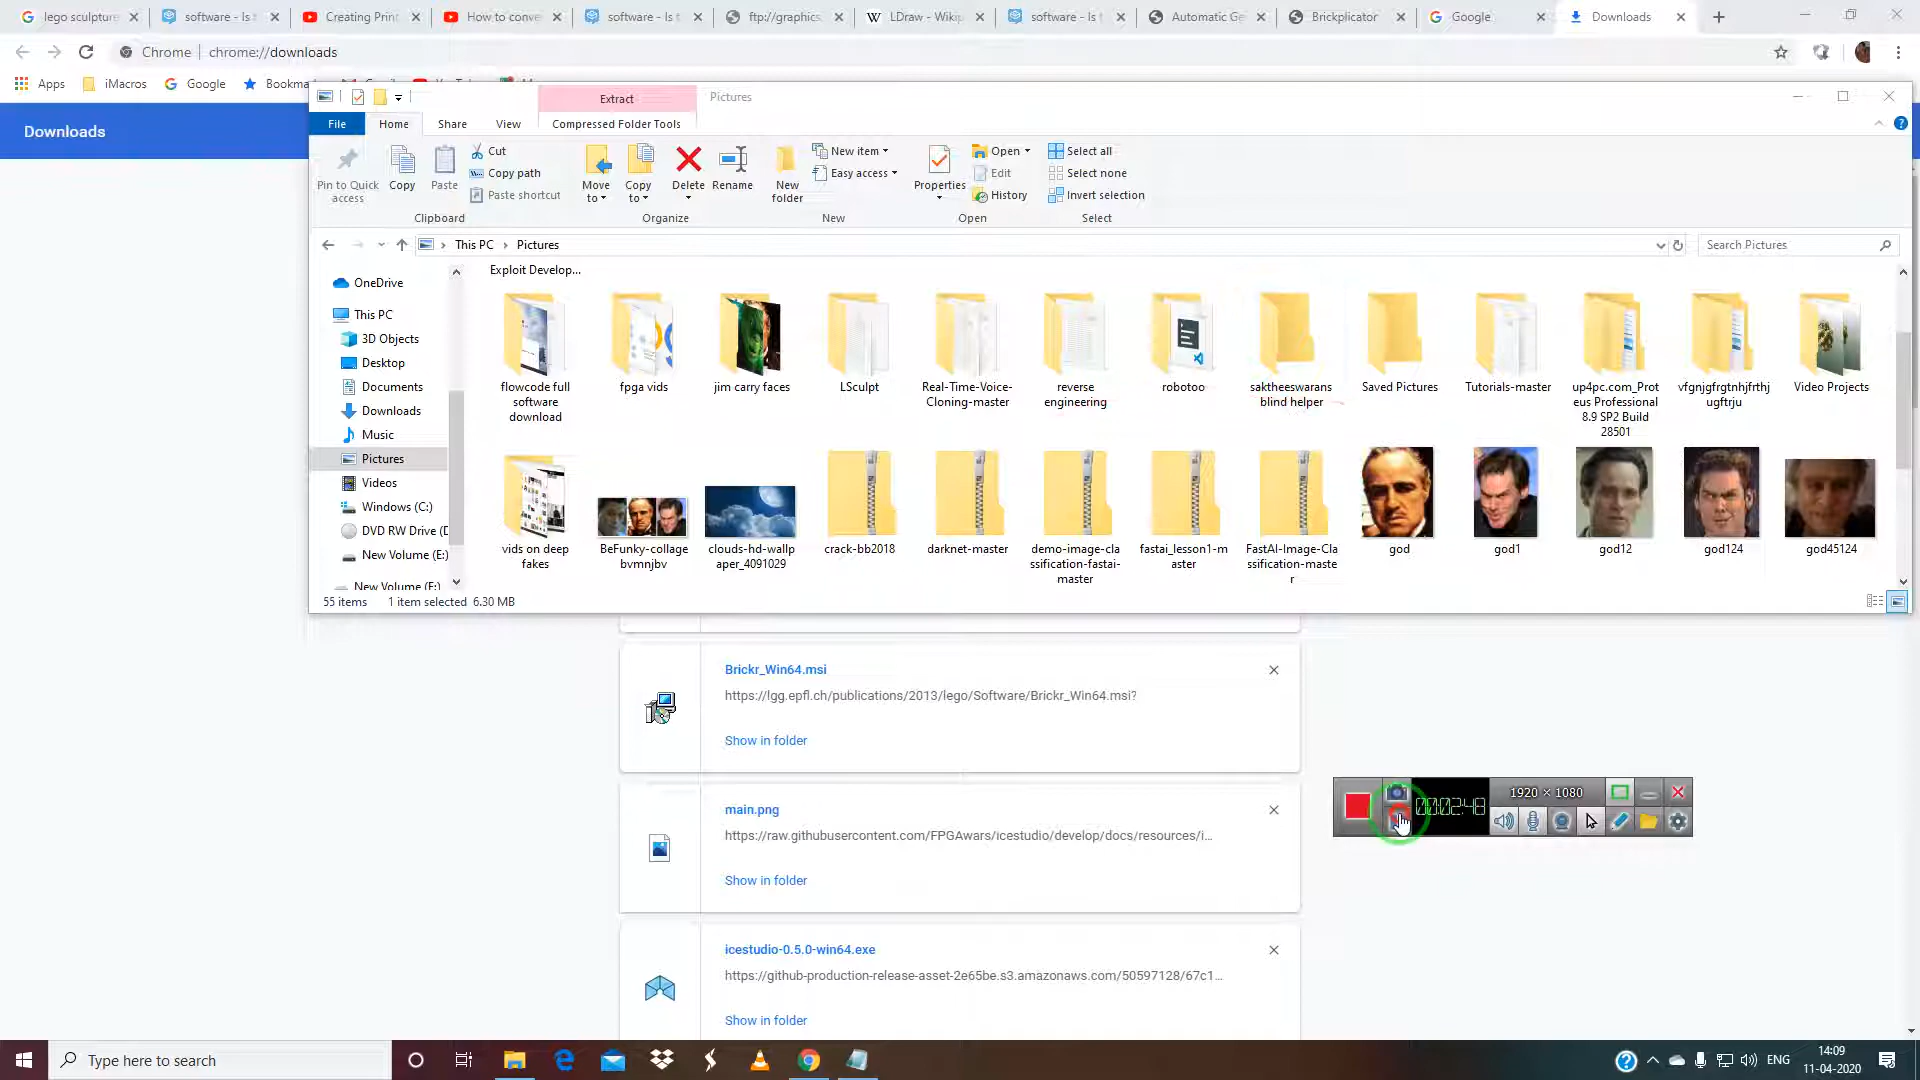 lego sculpture
software - Is t
Creating Print
How to conve
software - Is t
ftp://graphics.
LDraw - Wikip
software - Is t
Automatic Ge
Brickplicator
Google
Downloads
Chrome
chrome://downloads
Apps
iMacros
Google
Bookma
Downloads
Extract
Pictures
File
Home
Share
View
Compressed Folder Tools
Pin to Quick access
Copy
Paste
Cut
Copy path
Paste shortcut
Move to
Copy to
Delete
Rename
New folder
New item
Easy access
Properties
Open
Edit
History
Select all
Select none
Invert selection
Clipboard
Organize
New
Open
Select
This PC
Pictures
Search Pictures
OneDrive
This PC
3D Objects
Desktop
Documents
Downloads
Music
Pictures
Videos
Windows (C:)
DVD RW Drive (D
New Volume (E:)
New Volume (F:)
Exploit Develop...
flowcode full software download
fpga vids
jim carry faces
LSculpt
Real-Time-Voice-Cloning-master
reverse engineering
robotoo
saktheeswarans blind helper
Saved Pictures
Tutorials-master
up4pc.com_Proteus Professional 8.9 SP2 Build 28501
vfgnjgfrgtnhjfrthjugftrju
Video Projects
vids on deep fakes
BeFunky-collagebvmnjbv
clouds-hd-wallpaper_4091029
crack-bb2018
darknet-master
demo-image-classification-fastai-master
fastai_lesson1-master
FastAI-Image-Classification-master
god
god1
god12
god124
god45124
55 items
1 item selected 6.30 MB
Brickr_Win64.msi
https://lgg.epfl.ch/publications/2013/lego/Software/Brickr_Win64.msi?
Show in folder
main.png
https://raw.githubusercontent.com/FPGAwars/icestudio/develop/docs/resources/i...
Show in folder
icestudio-0.5.0-win64.exe
https://github-production-release-asset-2e65be.s3.amazonaws.com/50597128/67c1...
Show in folder
00:02:48
1920 × 1080
Type here to search
ENG
14:09
11-04-2020